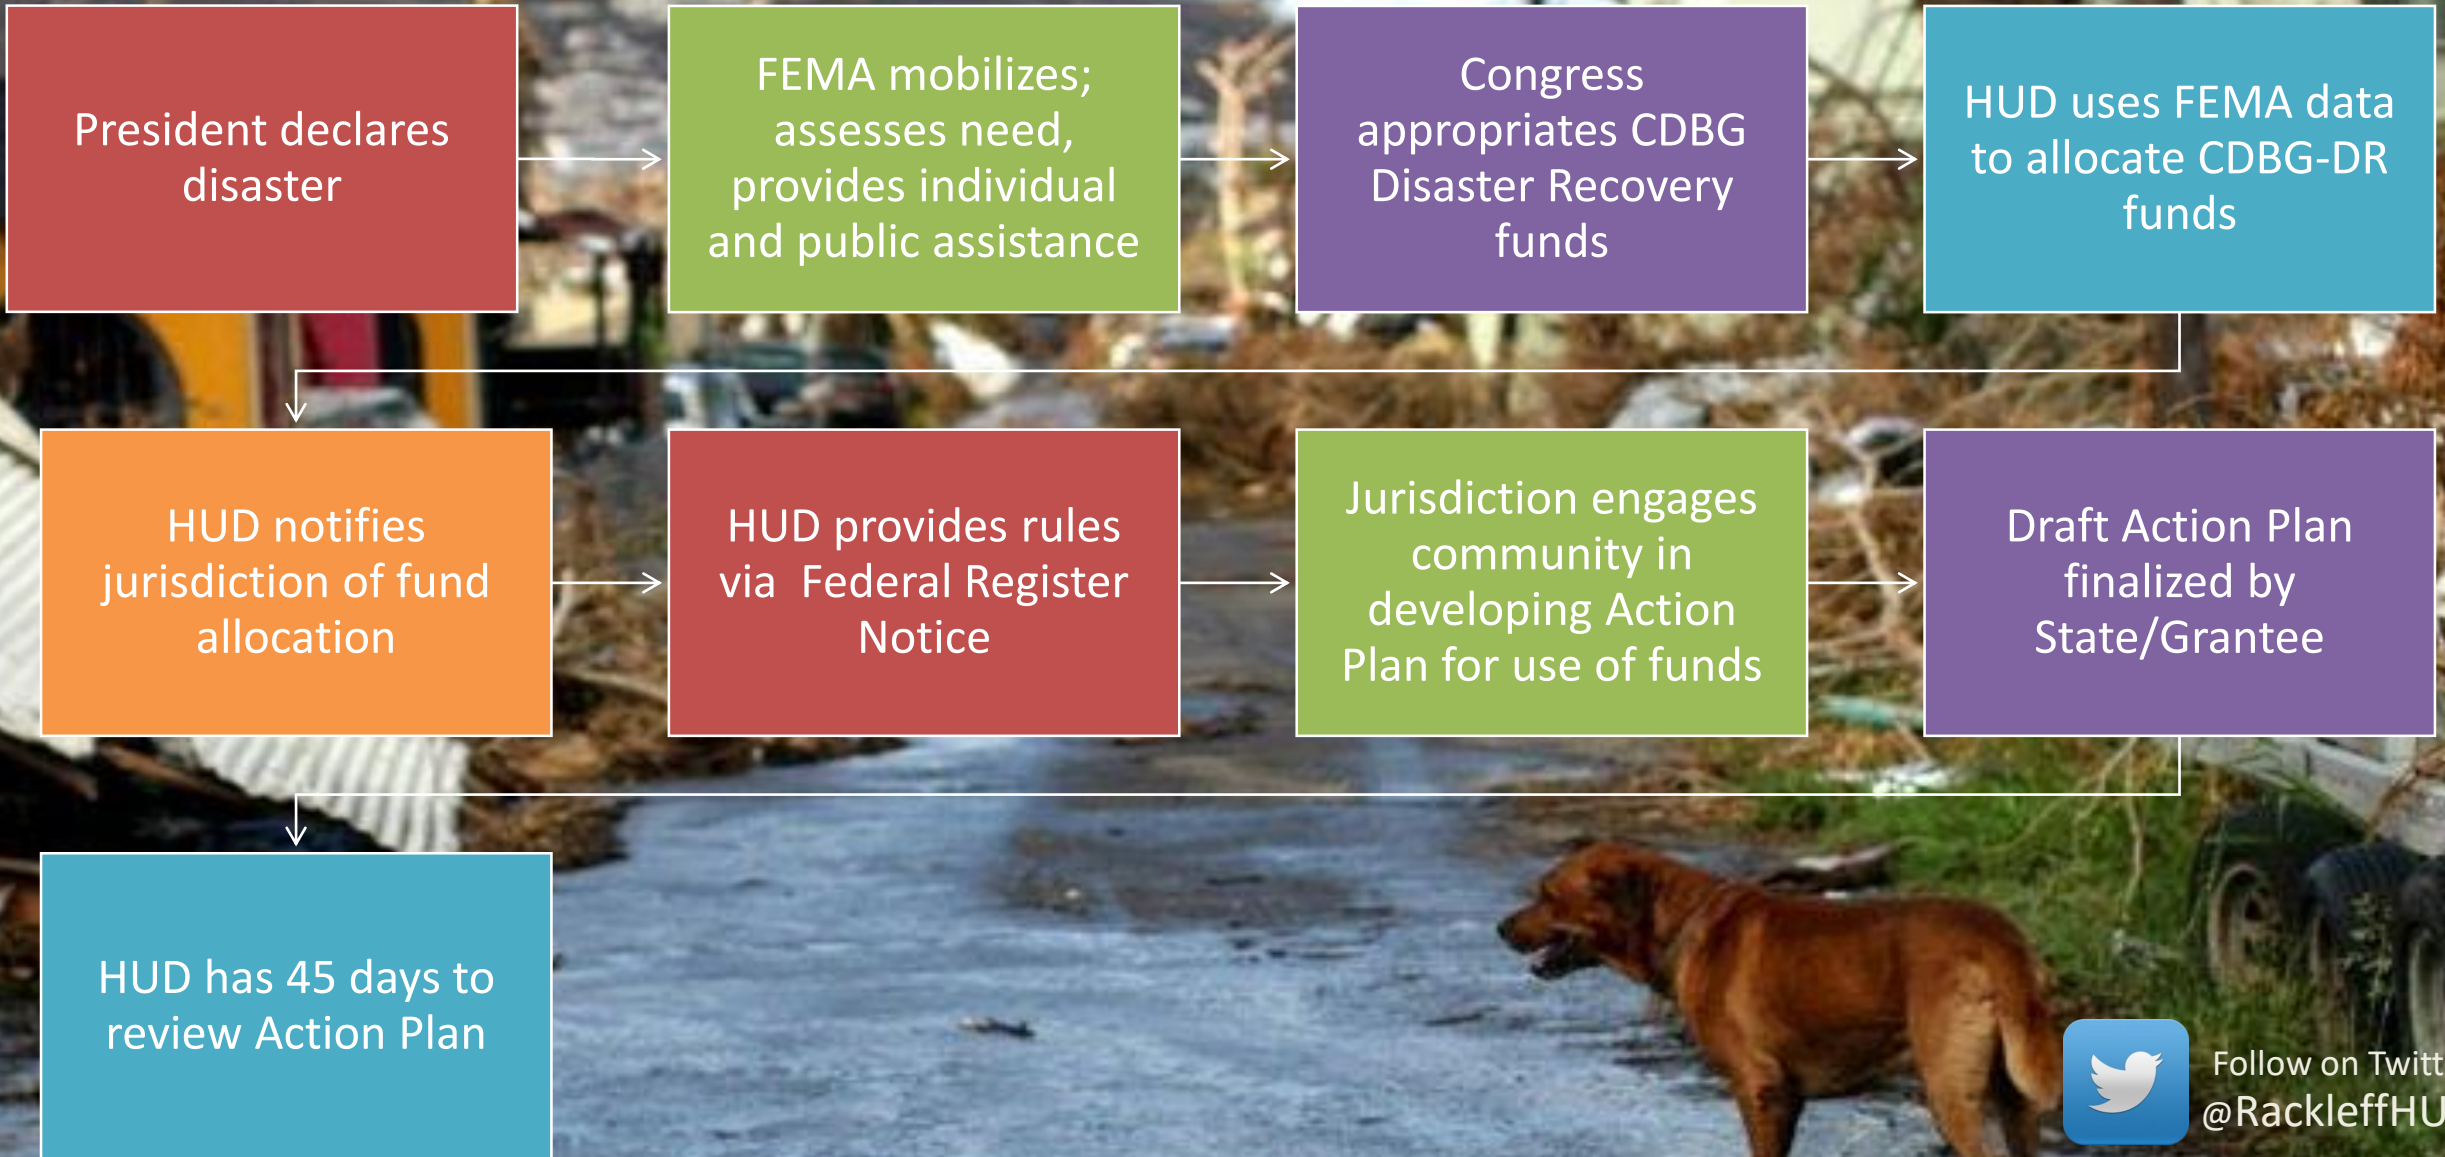 President declares
disaster
FEMA mobilizes;
assesses need,
provides individual
and public assistance
Congress
appropriates CDBG
Disaster Recovery
funds
HUD uses FEMA data
to allocate CDBG-DR
funds
HUD notifies
jurisdiction of fund
allocation
HUD provides rules
via  Federal Register
Notice
Jurisdiction engages
community in
developing Action
Plan for use of funds
Draft Action Plan
finalized by
State/Grantee
HUD has 45 days to
review Action Plan
Follow on Twitt
@RackleffHU